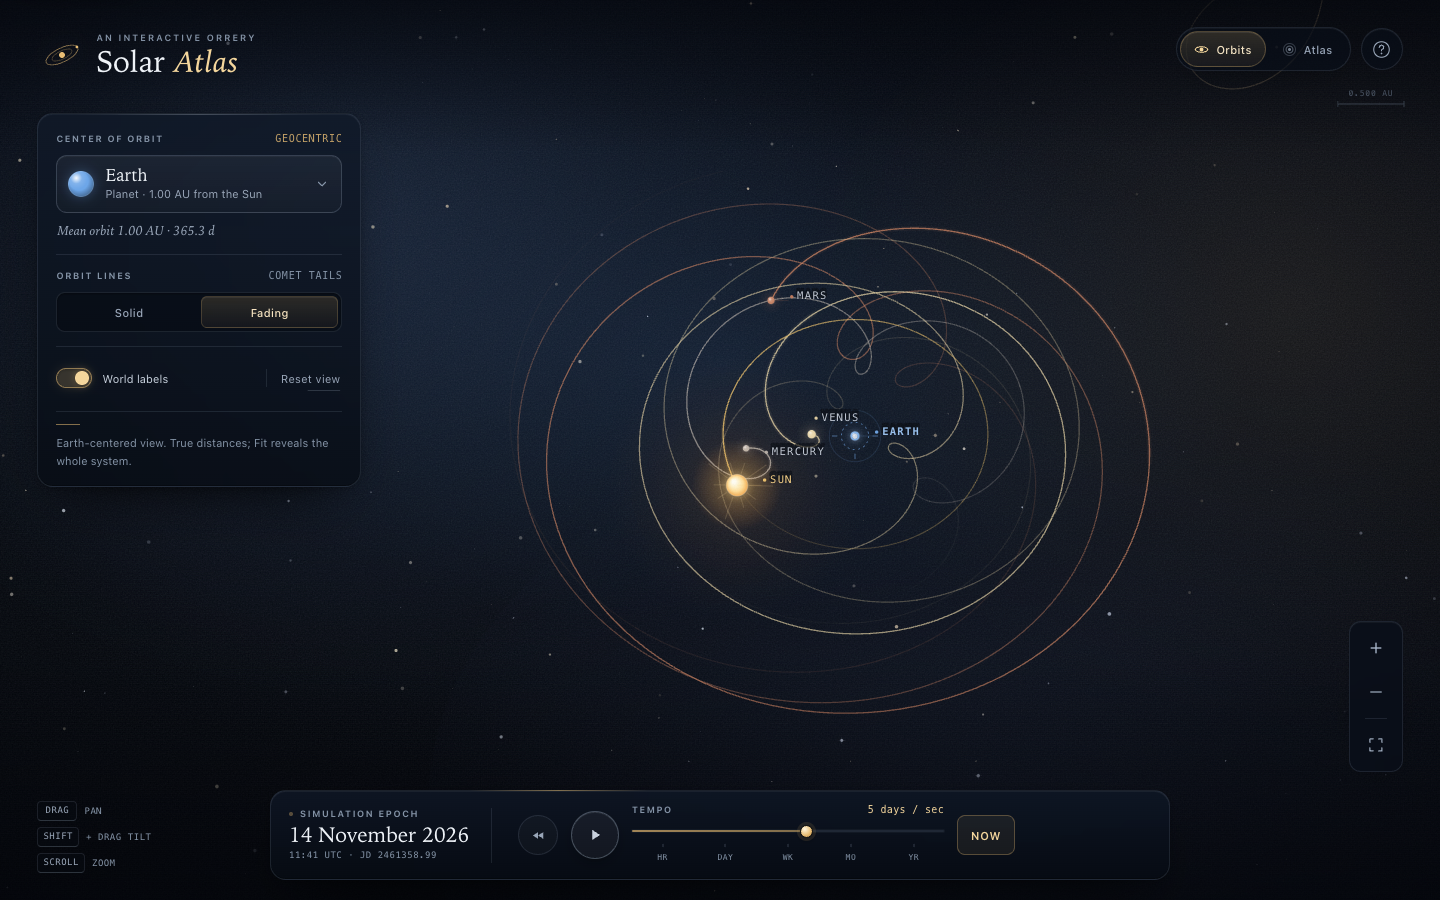 AN INTERACTIVE ORRERY
Solar Atlas
Orbits
Atlas
0.500 AU
CENTER OF ORBIT
GEOCENTRIC
Earth
Planet · 1.00 AU from the Sun
Mean orbit 1.00 AU · 365.3 d
ORBIT LINES
COMET TAILS
Solid
Fading
World labels
Reset view
Earth-centered view. True distances; Fit reveals the
whole system.
MARS
VENUS
EARTH
MERCURY
SUN
DRAG PAN
SHIFT + DRAG TILT
SCROLL ZOOM
SIMULATION EPOCH
14 November 2026
11:41 UTC · JD 2461358.99
TEMPO
5 days / sec
HR DAY WK MO YR
NOW